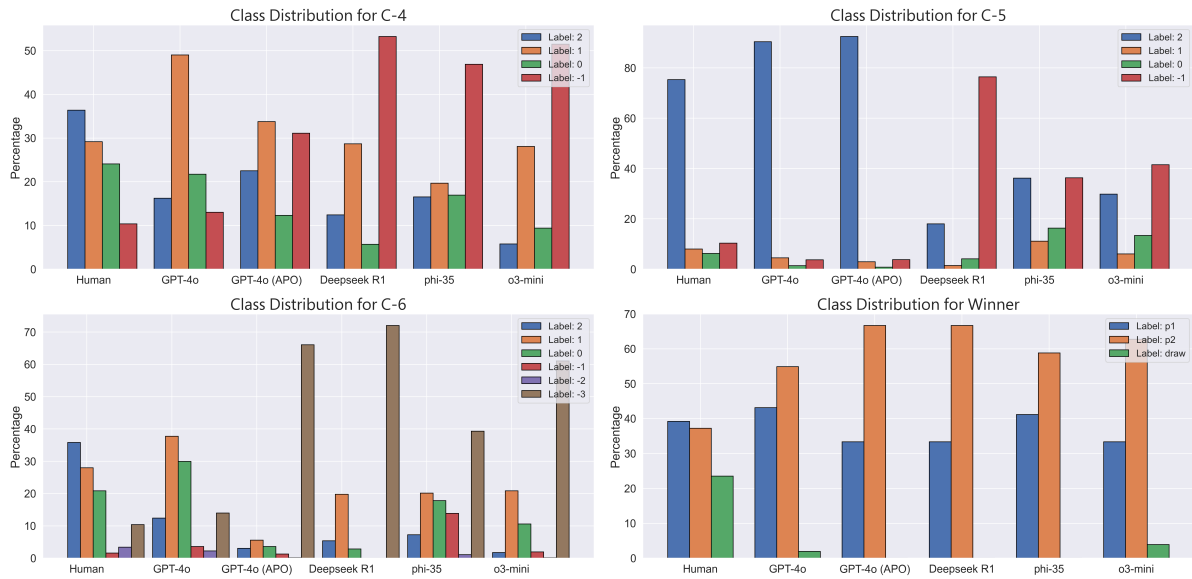 Class Distribution for C-4
Percentage
50
40
30
20
10
0
Human GPT-4o GPT-4o (APO) Deepseek R1 phi-35 o3-mini
Label: 2
Label: 1
Label: 0
Label: -1
Class Distribution for C-5
Percentage
80
60
40
20
0
Human GPT-4o GPT-4o (APO) Deepseek R1 phi-35 o3-mini
Label: 2
Label: 1
Label: 0
Label: -1
Class Distribution for C-6
Percentage
70
60
50
40
30
20
10
0
Human GPT-4o GPT-4o (APO) Deepseek R1 phi-35 o3-mini
Label: 2
Label: 1
Label: 0
Label: -1
Label: -2
Label: -3
Class Distribution for Winner
Percentage
70
60
50
40
30
20
10
0
Human GPT-4o GPT-4o (APO) Deepseek R1 phi-35 o3-mini
Label: p1
Label: p2
Label: draw